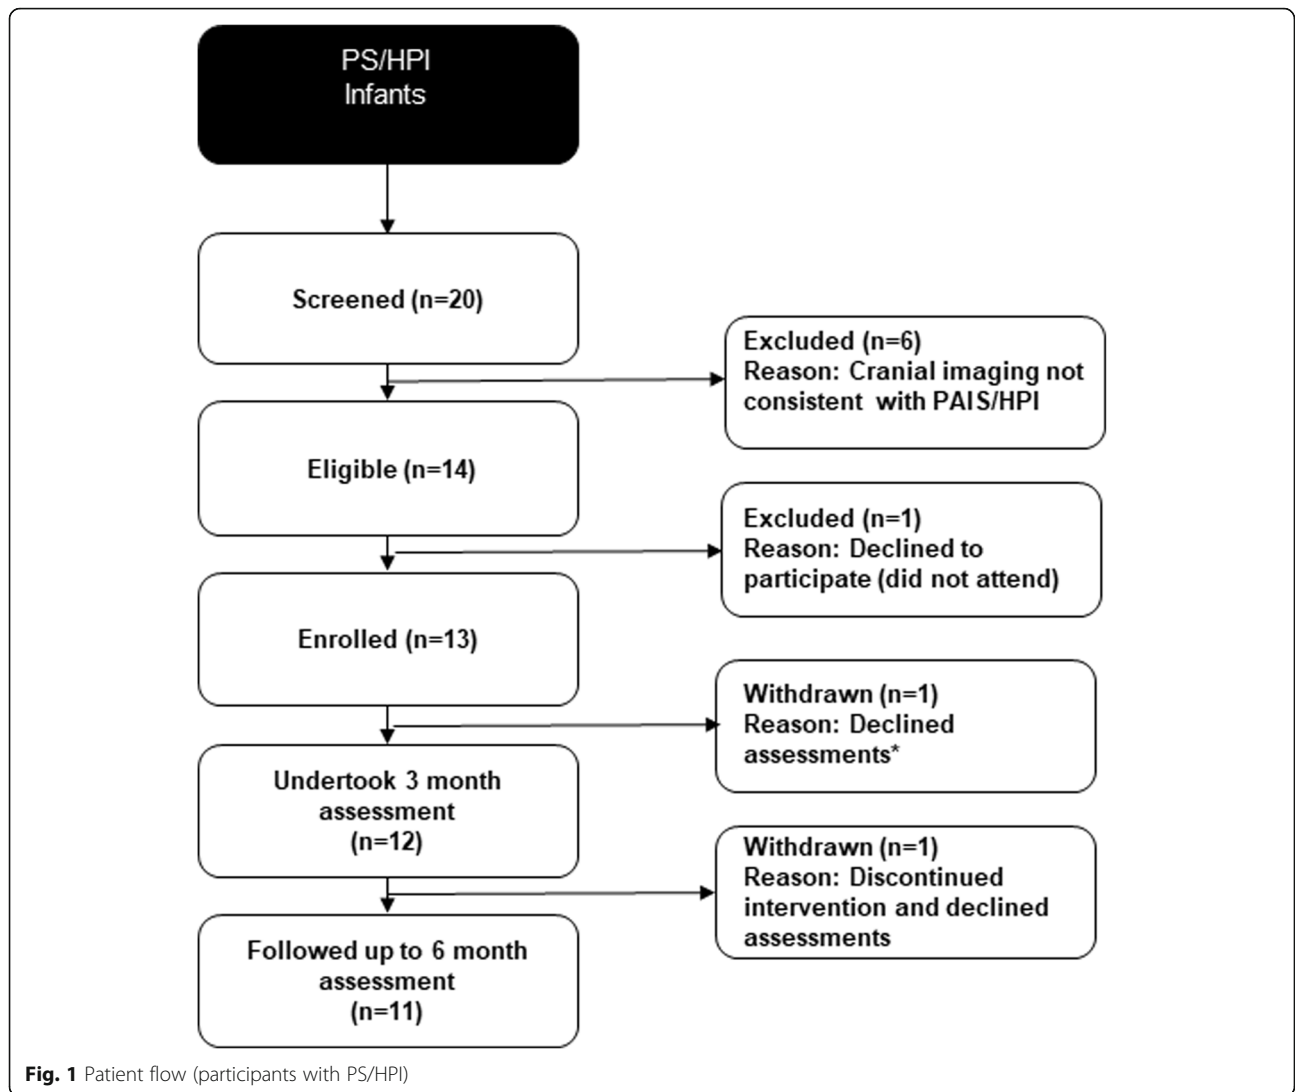 PS/HPI
Infants
Screened (n=20)
Excluded (n=6)
Reason: Cranial imaging not
consistent with PAIS/HPI
Eligible (n=14)
Excluded (n=1)
Reason: Declined to
participate (did not attend)
Enrolled (n=13)
Withdrawn (n=1)
Reason: Declined
assessments*
Undertook 3 month
assessment
(n=12)
Withdrawn (n=1)
Reason: Discontinued
intervention and declined
assessments
Followed up to 6 month
assessment
(n=11)
Fig. 1 Patient flow (participants with PS/HPI)